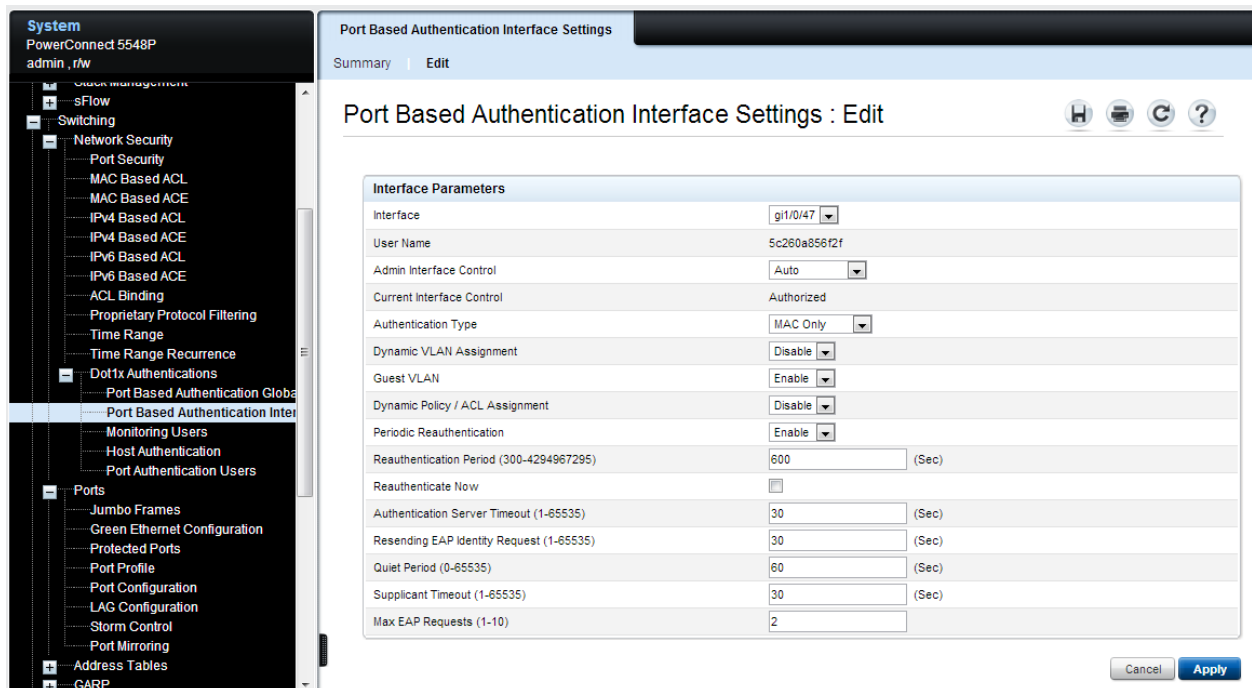 System
PowerConnect 5548P
admin , r/w
Stack Management
sFlow
Switching
Network Security
Port Security
MAC Based ACL
MAC Based ACE
IPv4 Based ACL
IPv4 Based ACE
IPv6 Based ACL
IPv6 Based ACE
ACL Binding
Proprietary Protocol Filtering
Time Range
Time Range Recurrence
Dot1x Authentications
Port Based Authentication Globa
Port Based Authentication Inter
Monitoring Users
Host Authentication
Port Authentication Users
Ports
Jumbo Frames
Green Ethernet Configuration
Protected Ports
Port Profile
Port Configuration
LAG Configuration
Storm Control
Port Mirroring
Address Tables
GARP
Port Based Authentication Interface Settings
Summary Edit
Port Based Authentication Interface Settings : Edit
Interface Parameters
Interface gi1/0/47
User Name 5c260a856f2f
Admin Interface Control Auto
Current Interface Control Authorized
Authentication Type MAC Only
Dynamic VLAN Assignment Disable
Guest VLAN Enable
Dynamic Policy / ACL Assignment Disable
Periodic Reauthentication Enable
Reauthentication Period (300-4294967295) 600 (Sec)
Reauthenticate Now
Authentication Server Timeout (1-65535) 30 (Sec)
Resending EAP Identity Request (1-65535) 30 (Sec)
Quiet Period (0-65535) 60 (Sec)
Supplicant Timeout (1-65535) 30 (Sec)
Max EAP Requests (1-10) 2
Cancel Apply